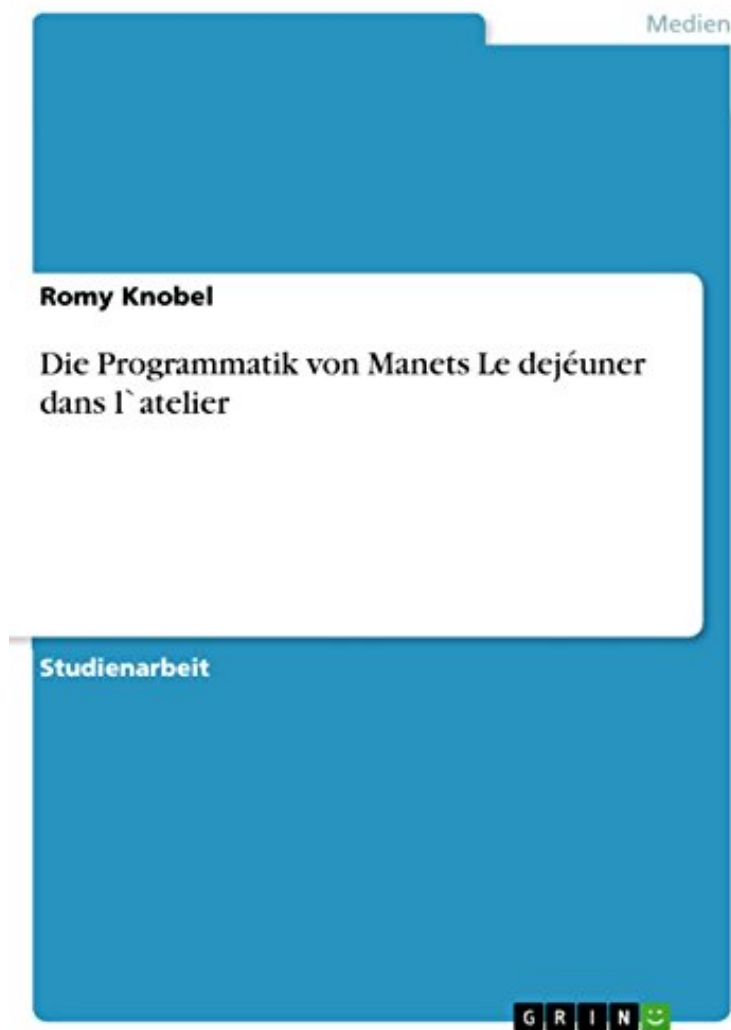 Medien
Romy Knobel
Die Programmatik von Manets Le dejéuner
dans l`atelier
Studienarbeit
GRIN